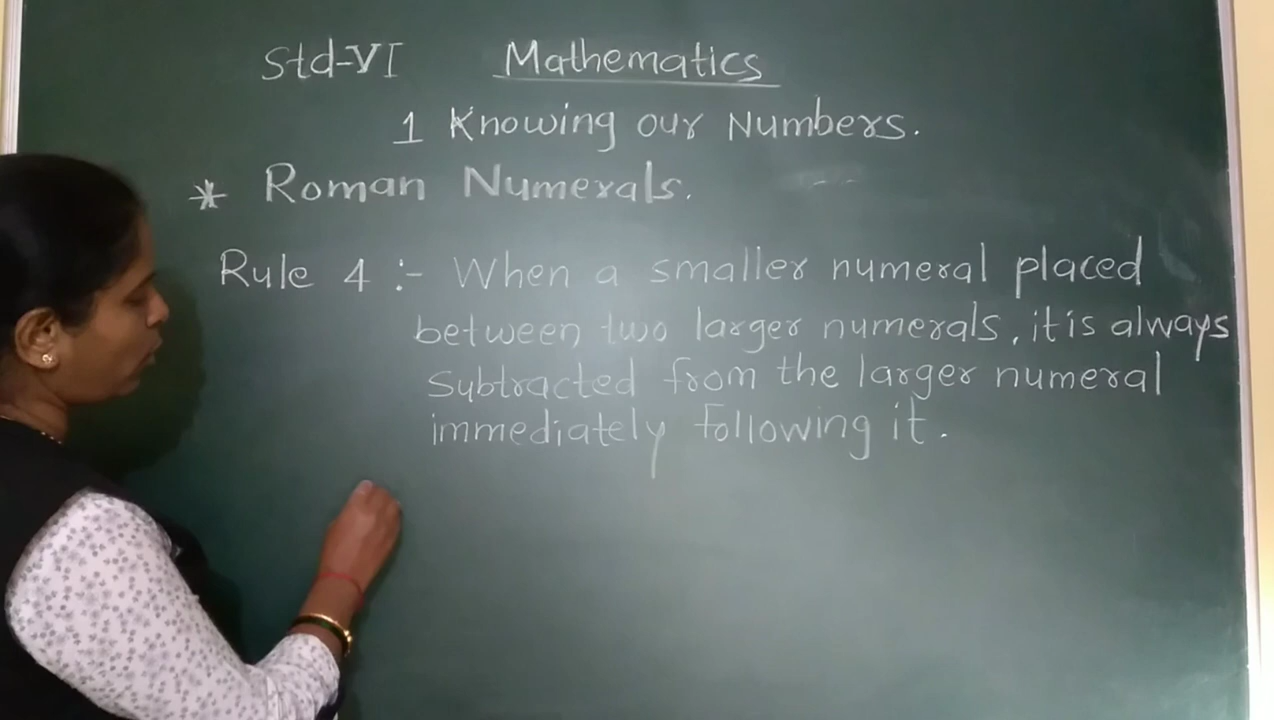 Std-VI Mathematics
1 Knowing our Numbers.
* Roman Numerals.
Rule 4 :- When a smaller numeral placed
between two larger numerals, it is always
subtracted from the larger numeral
immediately following it.